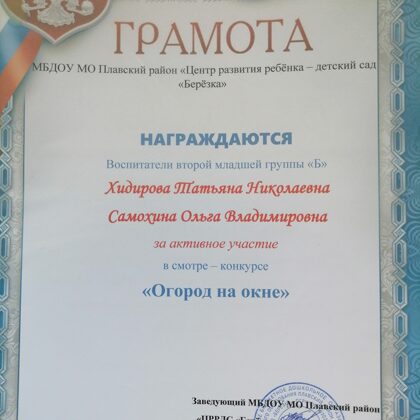 ГРАМОТА
МБДОУ МО Плавский район «Центр развития ребёнка – детский сад
«Берёзка»
НАГРАЖДАЮТСЯ
Воспитатели второй младшей группы «Б»
Хидирова Татьяна Николаевна
Самохина Ольга Владимировна
за активное участие
в смотре – конкурсе
«Огород на окне»
Заведующий МБДОУ МО Плавский район